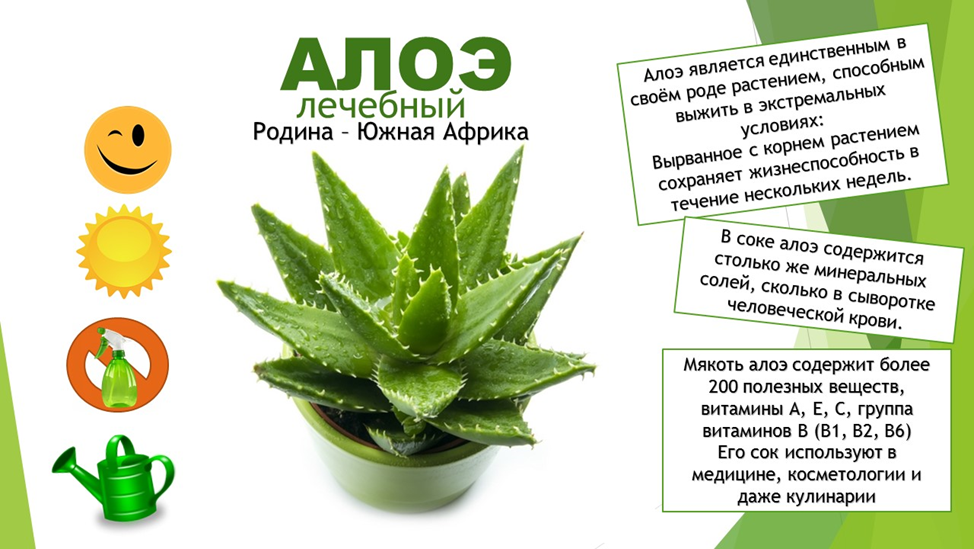 АЛОЭ
лечебный
Родина – Южная Африка
Алоэ является единственным в
своём роде растением, способным
выжить в экстремальных
условиях:
Вырванное с корнем растением
сохраняет жизнеспособность в
течение нескольких недель.
В соке алоэ содержится
столько же минеральных
солей, сколько в сыворотке
человеческой крови.
Мякоть алоэ содержит более
200 полезных веществ,
витамины А, Е, С, группа
витаминов В (В1, В2, В6)
Его сок используют в
медицине, косметологии и
даже кулинарии